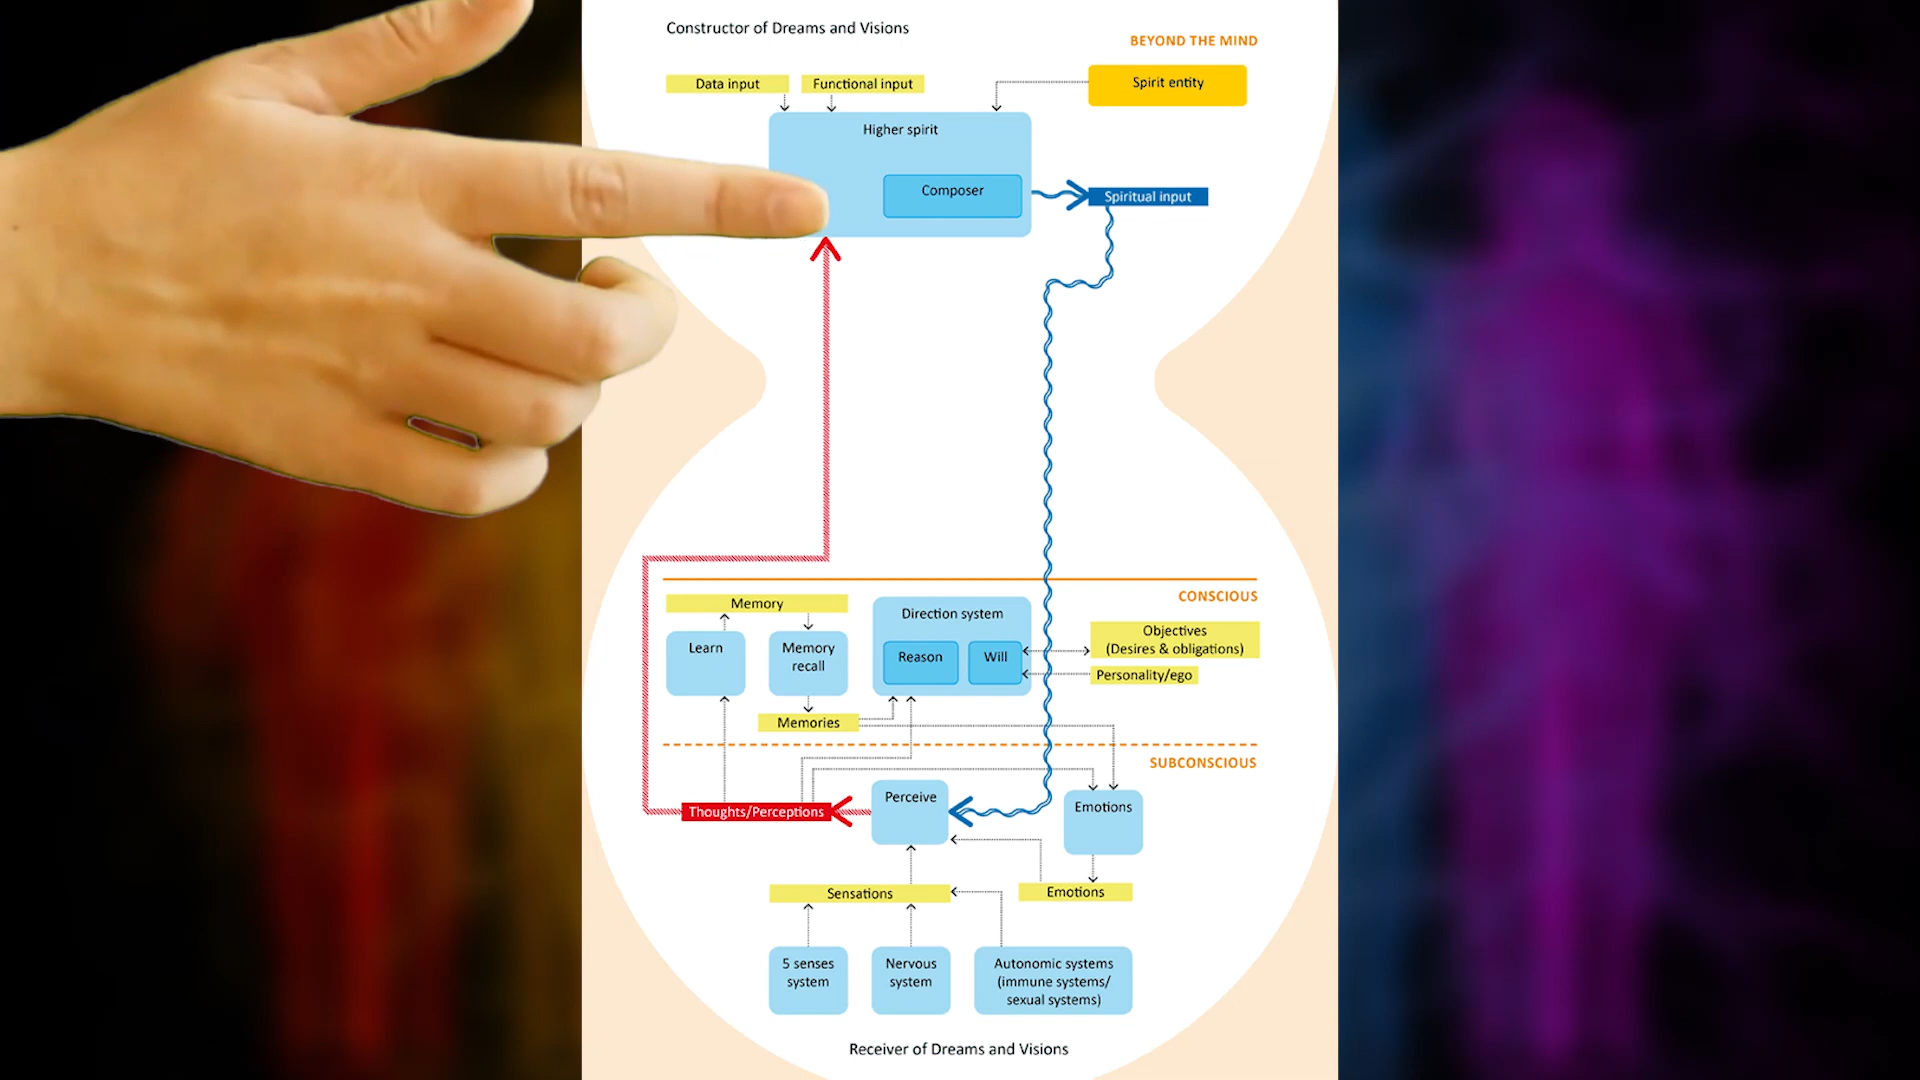 Constructor of Dreams and Visions
BEYOND THE MIND
Data input
Functional input
Spirit entity
Higher spirit
Composer
Spiritual input
CONSCIOUS
Memory
Direction system
Learn
Memory
recall
Reason
Will
Objectives
(Desires & obligations)
Personality/ego
Memories
SUBCONSCIOUS
Thoughts/Perceptions
Perceive
Emotions
Sensations
Emotions
5 senses
system
Nervous
system
Autonomic systems
(immune systems/
sexual systems)
Receiver of Dreams and Visions